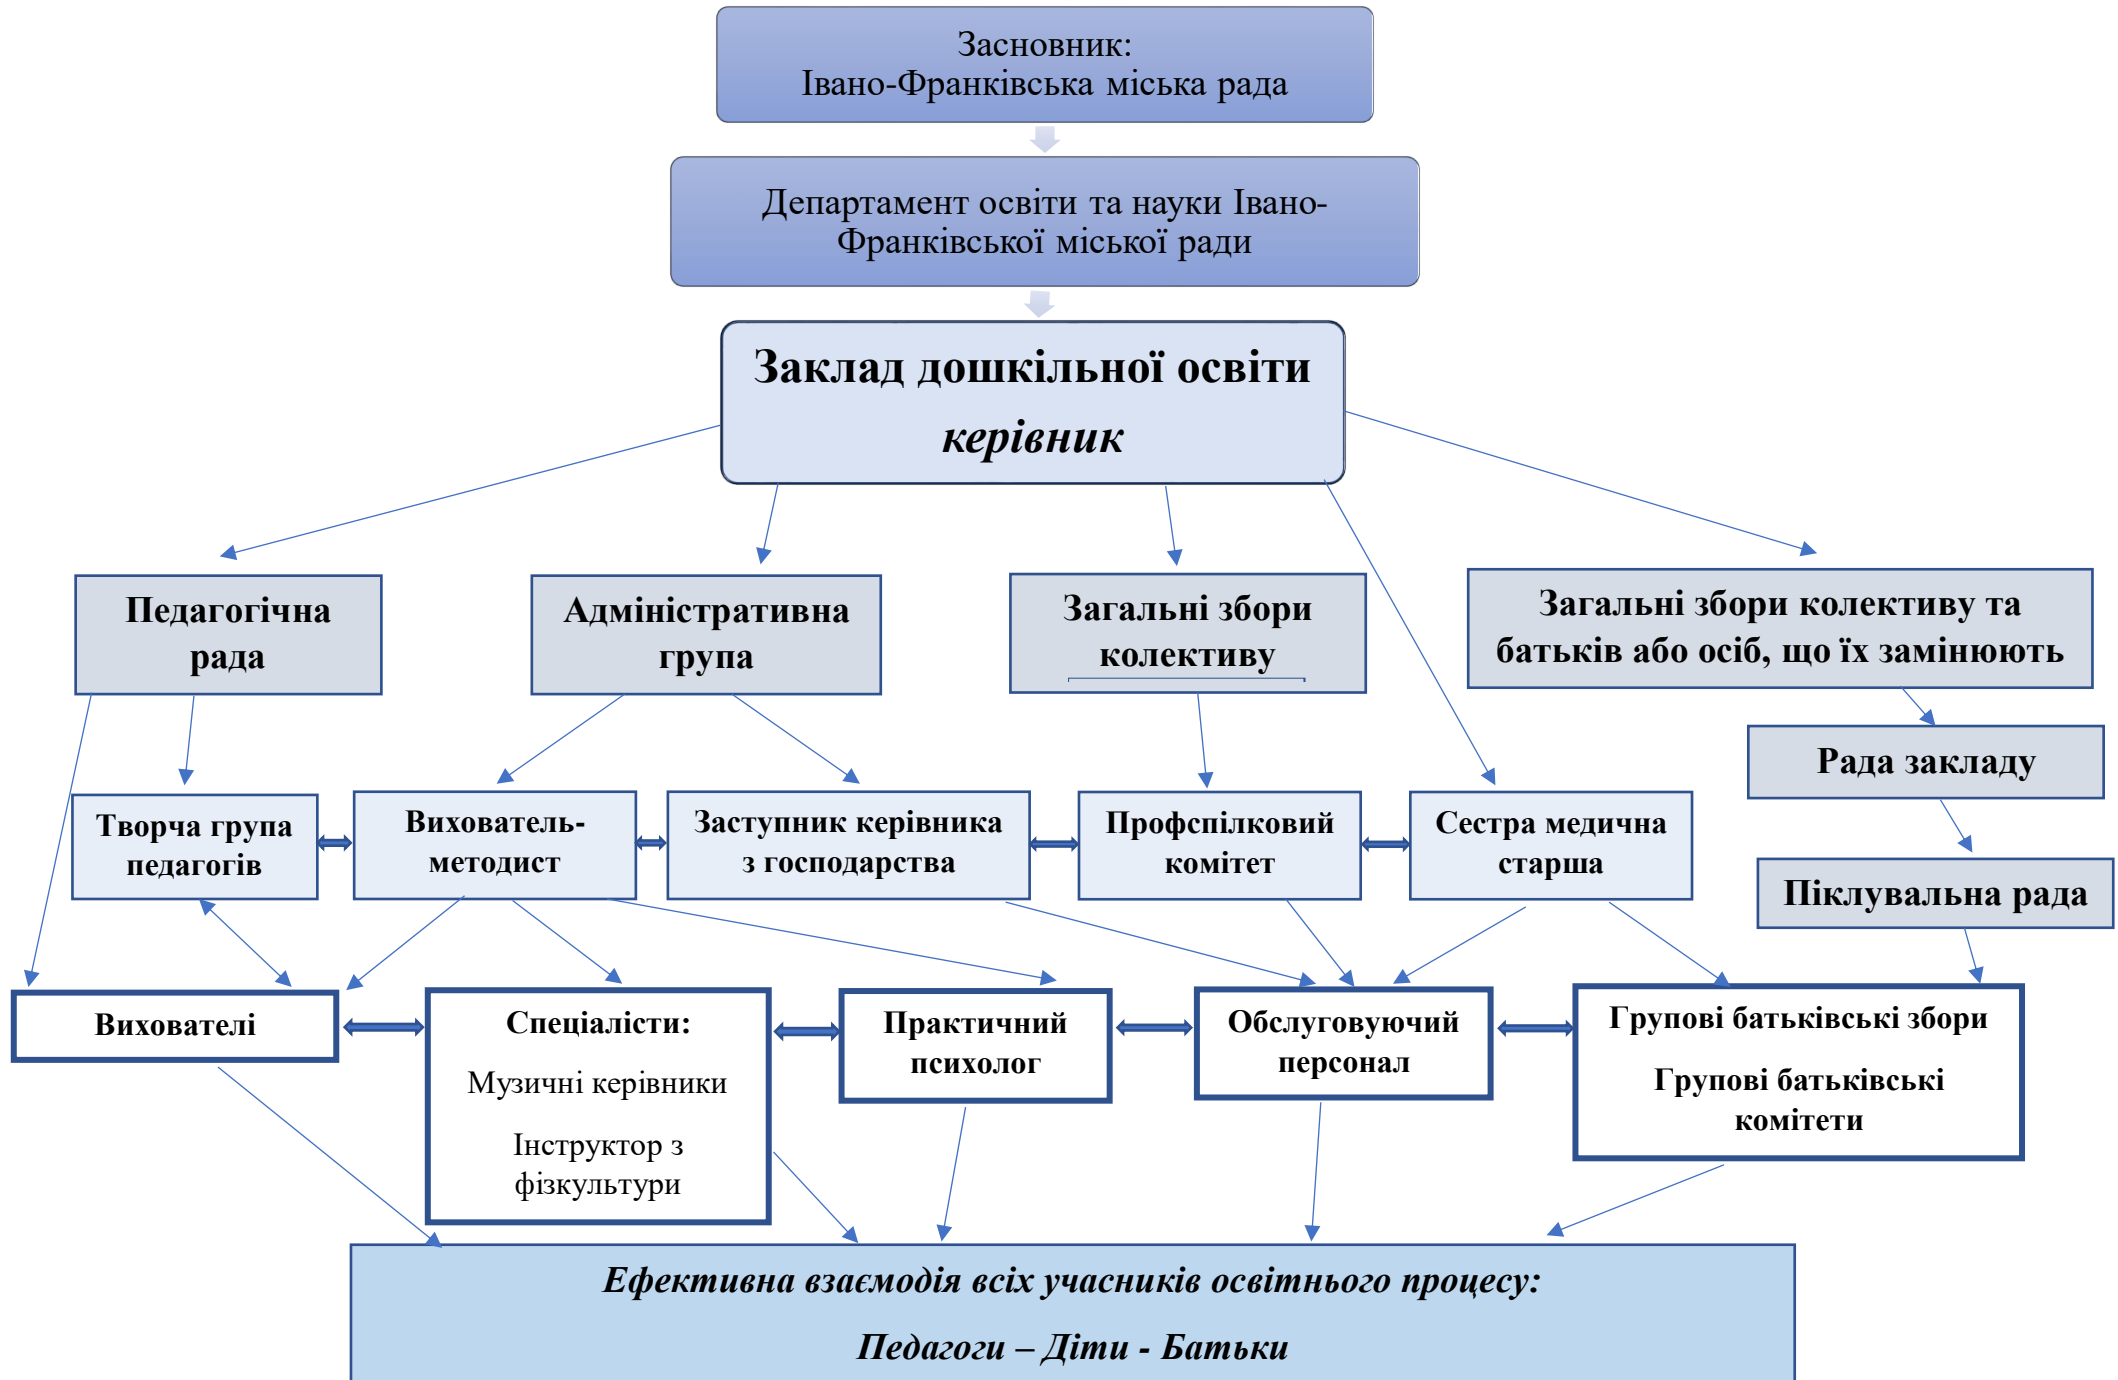 Засновник:
Івано-Франківська міська рада
Департамент освіти та науки Івано-
Франківської міської ради
Заклад дошкільної освіти
керівник
Педагогічна
рада
Адміністративна
група
Загальні збори
колективу
Загальні збори колективу та
батьків або осіб, що їх замінюють
Рада закладу
Творча група
педагогів
Вихователь-
методист
Заступник керівника
з господарства
Профспілковий
комітет
Сестра медична
старша
Піклувальна рада
Вихователі
Спеціалісти:
Музичні керівники
Інструктор з
фізкультури
Практичний
психолог
Обслуговуючий
персонал
Групові батьківські збори
Групові батьківські
комітети
Ефективна взаємодія всіх учасників освітнього процесу:
Педагоги – Діти - Батьки